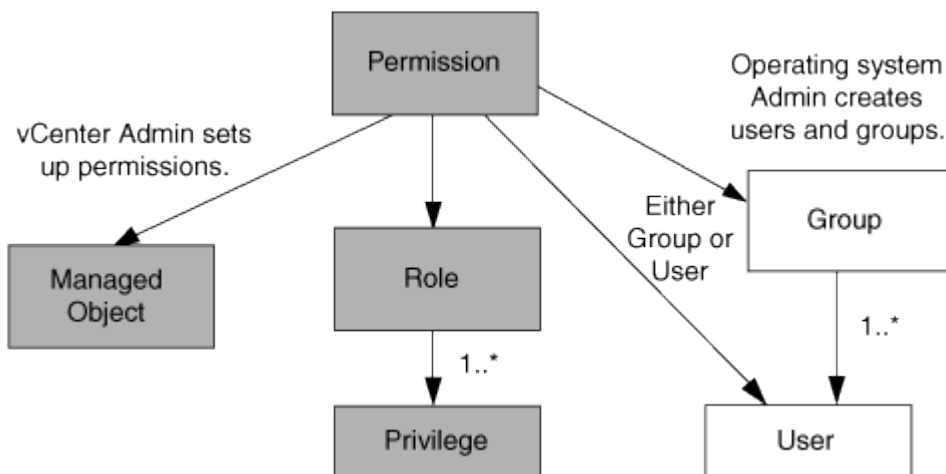 Permission
Operating system
Admin creates
users and groups.
vCenter Admin sets
up permissions.
Either
Group or
User
Group
Managed
Object
Role
1..*
1..*
Privilege
User